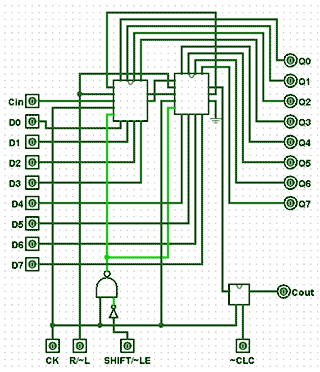 Q0
Q1
Cin
Q2
D0
Q3
D1
Q4
D2
Q5
D3
Q6
D4
Q7
D5
D6
D7
Cout
CK
R/~L
SHIFT/~LE
~CLC